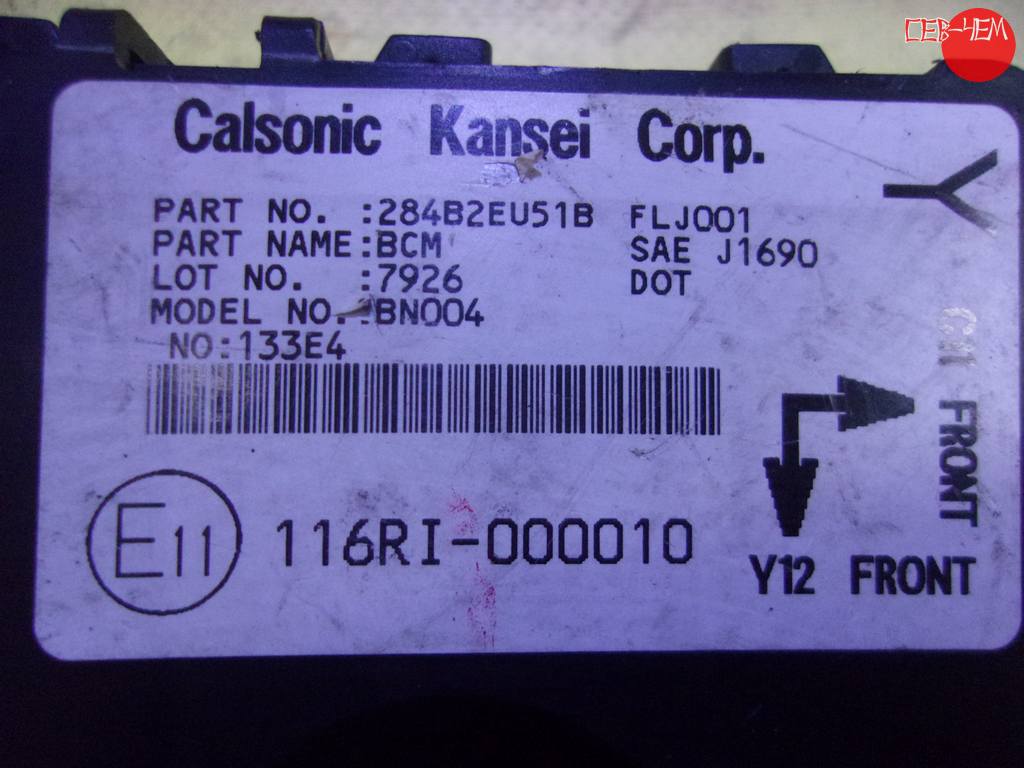 СЕВ-ЧЕМ
Calsonic Kansei Corp.
Y
PART NO. :284B2EU51B FLJ001
PART NAME:BCM SAE J1690
LOT NO. :7926 DOT
MODEL NO.:BN004
NO:133E4
C11 FRONT
E11 116RI-000010
Y12 FRONT